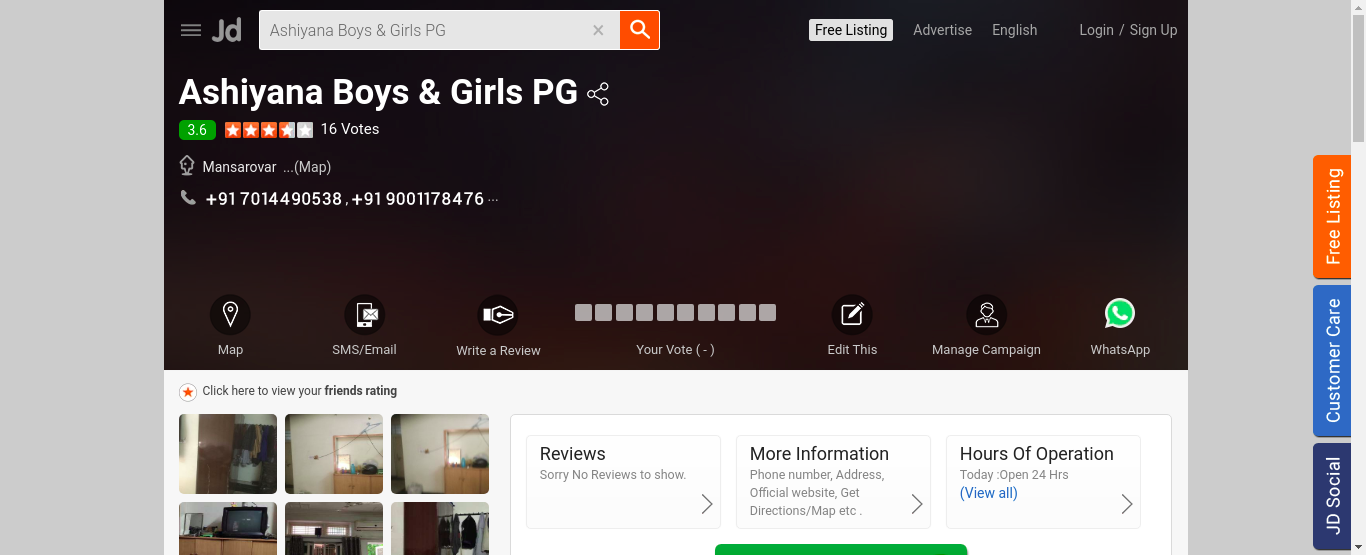 Jd
Ashiyana Boys & Girls PG
Free Listing
Advertise
English
Login / Sign Up
Ashiyana Boys & Girls PG
3.6
16 Votes
Mansarovar ...(Map)
+91 7014490538 , +91 9001178476 ...
Map
SMS/Email
Write a Review
Your Vote ( - )
Edit This
Manage Campaign
WhatsApp
Click here to view your friends rating
Reviews
Sorry No Reviews to show.
More Information
Phone number, Address,
Official website, Get
Directions/Map etc .
Hours Of Operation
Today :Open 24 Hrs
(View all)
Free Listing
Customer Care
JD Social